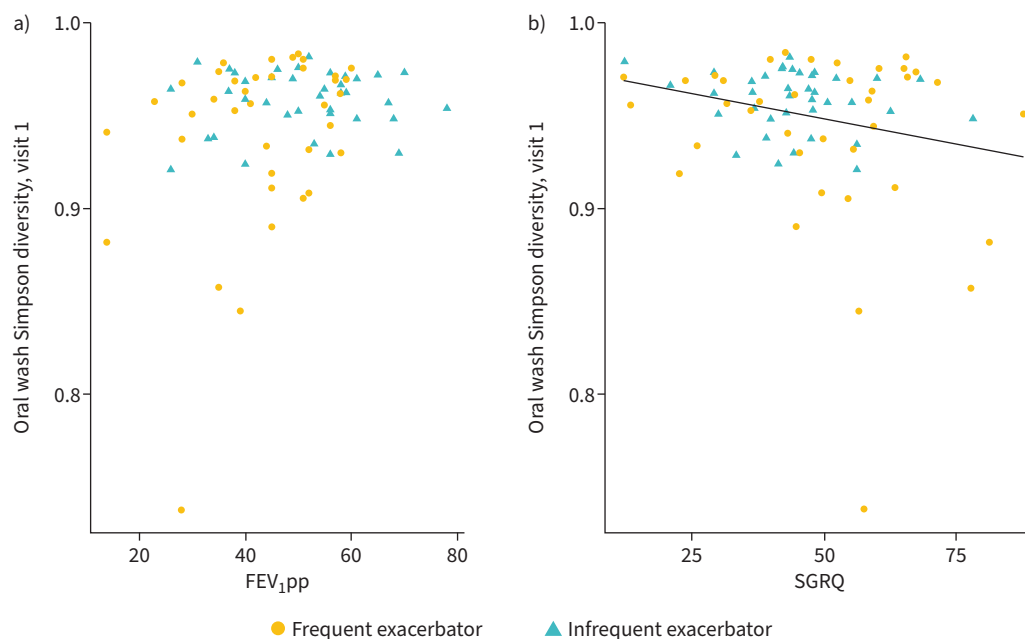 a)
1.0
0.9
0.8
Oral wash Simpson diversity, visit 1
20 40 60 80
FEV₁pp
b)
1.0
0.9
0.8
Oral wash Simpson diversity, visit 1
25 50 75
SGRQ
Frequent exacerbator Infrequent exacerbator